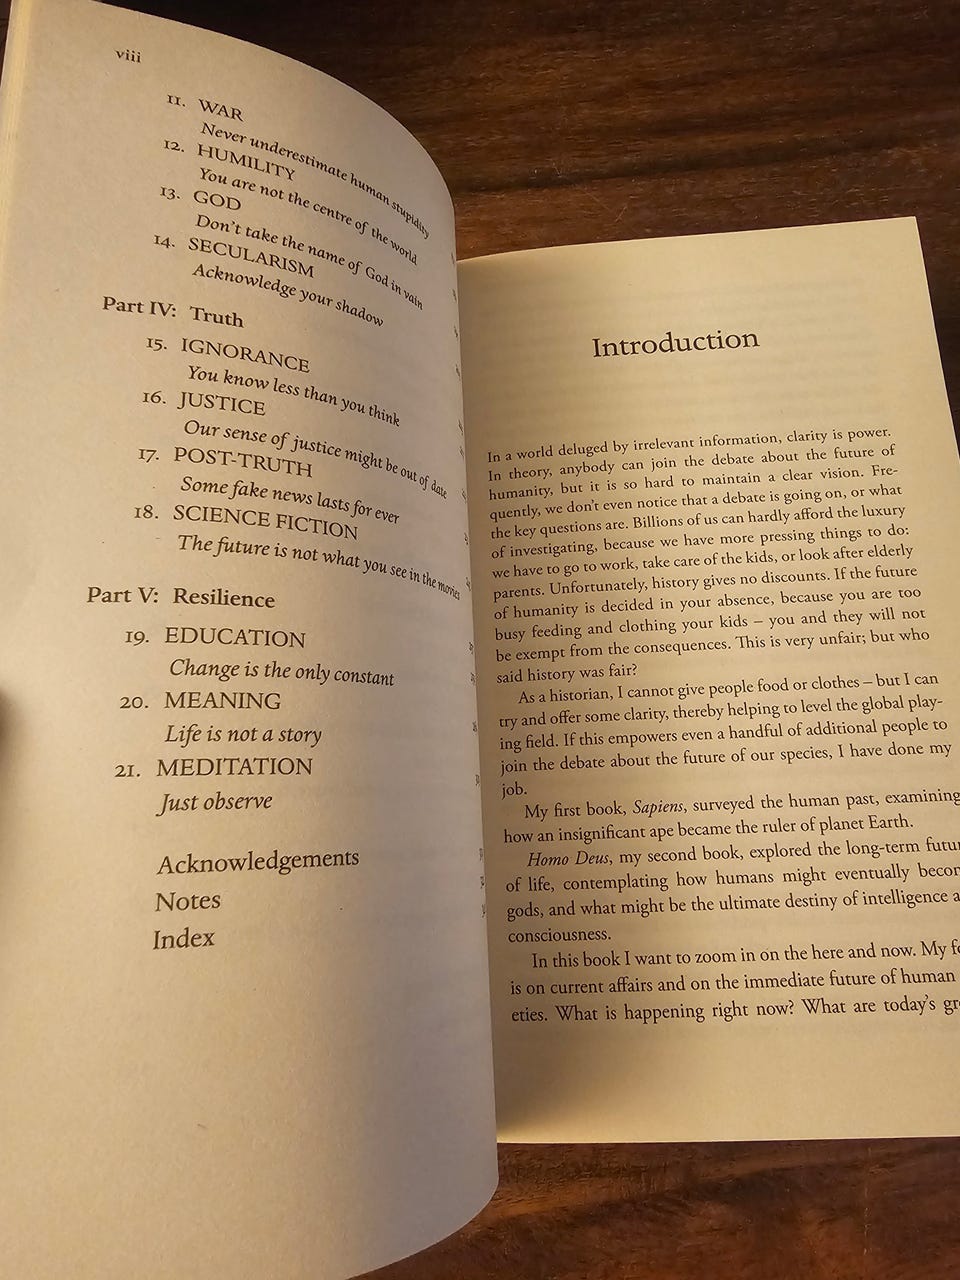 viii
11. WAR
Never underestimate human stupidity
12. HUMILITY
You are not the centre of the world
13. GOD
Don't take the name of God in vain
14. SECULARISM
Acknowledge your shadow
Part IV: Truth
15. IGNORANCE
You know less than you think
16. JUSTICE
Our sense of justice might be out of date
17. POST-TRUTH
Some fake news lasts for ever
18. SCIENCE FICTION
The future is not what you see in the movies
Part V: Resilience
19. EDUCATION
Change is the only constant
20. MEANING
Life is not a story
21. MEDITATION
Just observe
Acknowledgements
Notes
Index
Introduction
In a world deluged by irrelevant information, clarity is power.
In theory, anybody can join the debate about the future of
humanity, but it is so hard to maintain a clear vision. Fre-
quently, we don't even notice that a debate is going on, or what
the key questions are. Billions of us can hardly afford the luxury
of investigating, because we have more pressing things to do:
we have to go to work, take care of the kids, or look after elderly
parents. Unfortunately, history gives no discounts. If the future
of humanity is decided in your absence, because you are too
busy feeding and clothing your kids – you and they will not
be exempt from the consequences. This is very unfair; but who
said history was fair?
As a historian, I cannot give people food or clothes – but I can
try and offer some clarity, thereby helping to level the global play-
ing field. If this empowers even a handful of additional people to
join the debate about the future of our species, I have done my
job.
My first book, Sapiens, surveyed the human past, examining
how an insignificant ape became the ruler of planet Earth.
Homo Deus, my second book, explored the long-term futu
of life, contemplating how humans might eventually becom
gods, and what might be the ultimate destiny of intelligence a
consciousness.
In this book I want to zoom in on the here and now. My fo
is on current affairs and on the immediate future of human
eties. What is happening right now? What are today's gr